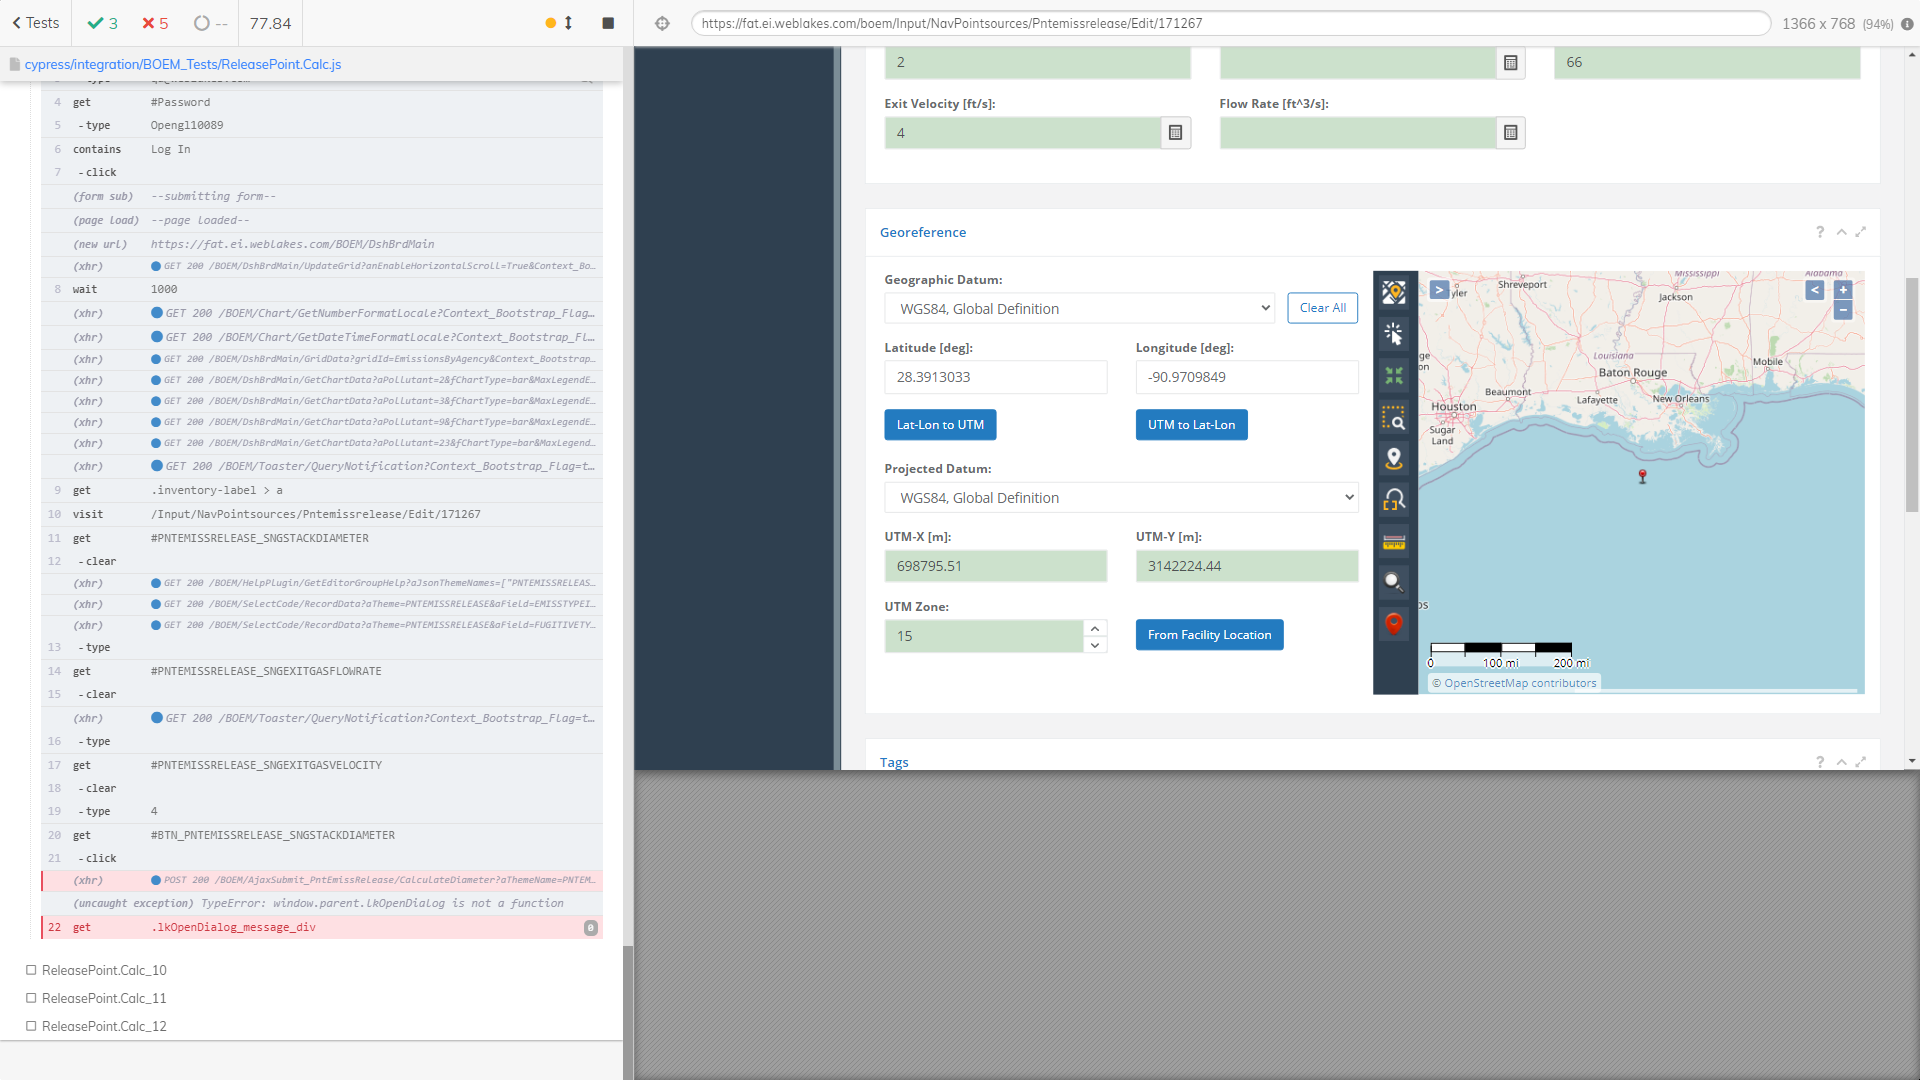 Tests
3
5
--
77.84
https://fat.ei.weblakes.com/boem/Input/NavPointsources/Pntemissrelease/Edit/171267
1366 x 768 (94%)
cypress/integration/BOEM_Tests/ReleasePoint.Calc.js
4 get #Password
5 -type Opengl10089
6 contains Log In
7 -click
(form sub) --submitting form--
(page load) --page loaded--
(new url) https://fat.ei.weblakes.com/BOEM/DshBrdMain
(xhr) GET 200 /BOEM/DshBrdMain/UpdateGrid?anEnableHorizontalScroll=True&Context_Bo...
8 wait 1000
(xhr) GET 200 /BOEM/Chart/GetNumberFormatLocale?Context_Bootstrap_Flag...
(xhr) GET 200 /BOEM/Chart/GetDateTimeFormatLocale?Context_Bootstrap_Fl...
(xhr) GET 200 /BOEM/DshBrdMain/GridData?gridId=EmissionsByAgency&Context_Bootstrap...
(xhr) GET 200 /BOEM/DshBrdMain/GetChartData?aPollutant=2&fChartType=bar&MaxLegendE...
(xhr) GET 200 /BOEM/DshBrdMain/GetChartData?aPollutant=3&fChartType=bar&MaxLegendE...
(xhr) GET 200 /BOEM/DshBrdMain/GetChartData?aPollutant=9&fChartType=bar&MaxLegendE...
(xhr) GET 200 /BOEM/DshBrdMain/GetChartData?aPollutant=23&fChartType=bar&MaxLegend...
(xhr) GET 200 /BOEM/Toaster/QueryNotification?Context_Bootstrap_Flag=t...
9 get .inventory-label > a
10 visit /Input/NavPointsources/Pntemissrelease/Edit/171267
11 get #PNTEMISSRELEASE_SNGSTACKDIAMETER
12 -clear
(xhr) GET 200 /BOEM/HelpPlugin/GetEditorGroupHelp?aJsonThemeNames=["PNTEMISSRELEAS...
(xhr) GET 200 /BOEM/SelectCode/RecordData?aTheme=PNTEMISSRELEASE&aField=EMISSTYPEI...
(xhr) GET 200 /BOEM/SelectCode/RecordData?aTheme=PNTEMISSRELEASE&aField=FUGITIVETY...
13 -type
14 get #PNTEMISSRELEASE_SNGEXITGASFLOWRATE
15 -clear
(xhr) GET 200 /BOEM/Toaster/QueryNotification?Context_Bootstrap_Flag=t...
16 -type
17 get #PNTEMISSRELEASE_SNGEXITGASVELOCITY
18 -clear
19 -type 4
20 get #BTN_PNTEMISSRELEASE_SNGSTACKDIAMETER
21 -click
(xhr) POST 200 /BOEM/AjaxSubmit_PntEmissRelease/CalculateDiameter?aThemeName=PNTEM...
(uncaught exception) TypeError: window.parent.lkOpenDialog is not a function
22 get .lkOpenDialog_message_div 0
ReleasePoint.Calc_10
ReleasePoint.Calc_11
ReleasePoint.Calc_12
2
66
Exit Velocity [ft/s]:
Flow Rate [ft^3/s]:
4
Georeference
?
Geographic Datum:
WGS84, Global Definition
Clear All
Latitude [deg]:
Longitude [deg]:
28.3913033
-90.9709849
Lat-Lon to UTM
UTM to Lat-Lon
Projected Datum:
WGS84, Global Definition
UTM-X [m]:
UTM-Y [m]:
698795.51
3142224.44
UTM Zone:
15
From Facility Location
>
<
+
−
Mississippi
Alabama
yler
Shreveport
Jackson
Louisiana
Mobile
Baton Rouge
Beaumont
Lafayette
New Orleans
Houston
Sugar
Land
0
100 mi
200 mi
© OpenStreetMap contributors
Tags
?